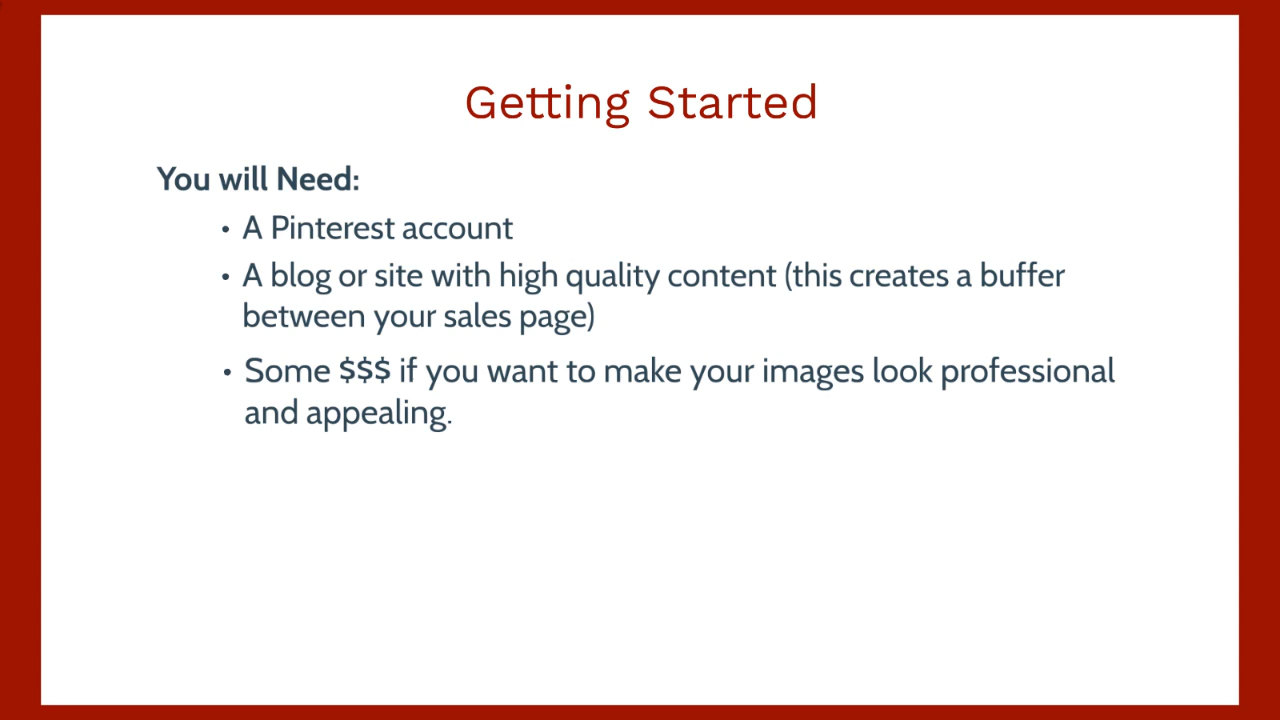 Getting Started
You will Need:
• A Pinterest account
• A blog or site with high quality content (this creates a buffer
between your sales page)
• Some $$$ if you want to make your images look professional
and appealing.